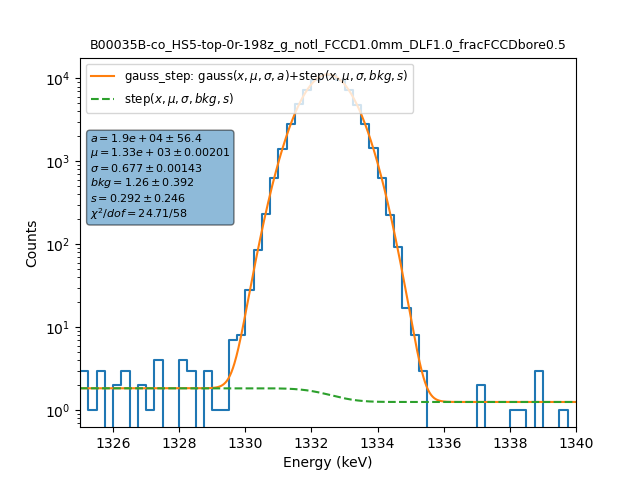 B00035B-co_HS5-top-0r-198z_g_notl_FCCD1.0mm_DLF1.0_fracFCCDbore0.5
gauss_step: gauss(x, μ, σ, a)+step(x, μ, σ, bkg, s)
step(x, μ, σ, bkg, s)
a = 1.9e + 04 ± 56.4
μ = 1.33e + 03 ± 0.00201
σ = 0.677 ± 0.00143
bkg = 1.26 ± 0.392
s = 0.292 ± 0.246
χ²/dof = 24.71/58
10⁴
10³
10²
10¹
10⁰
Counts
1326 1328 1330 1332 1334 1336 1338 1340
Energy (keV)